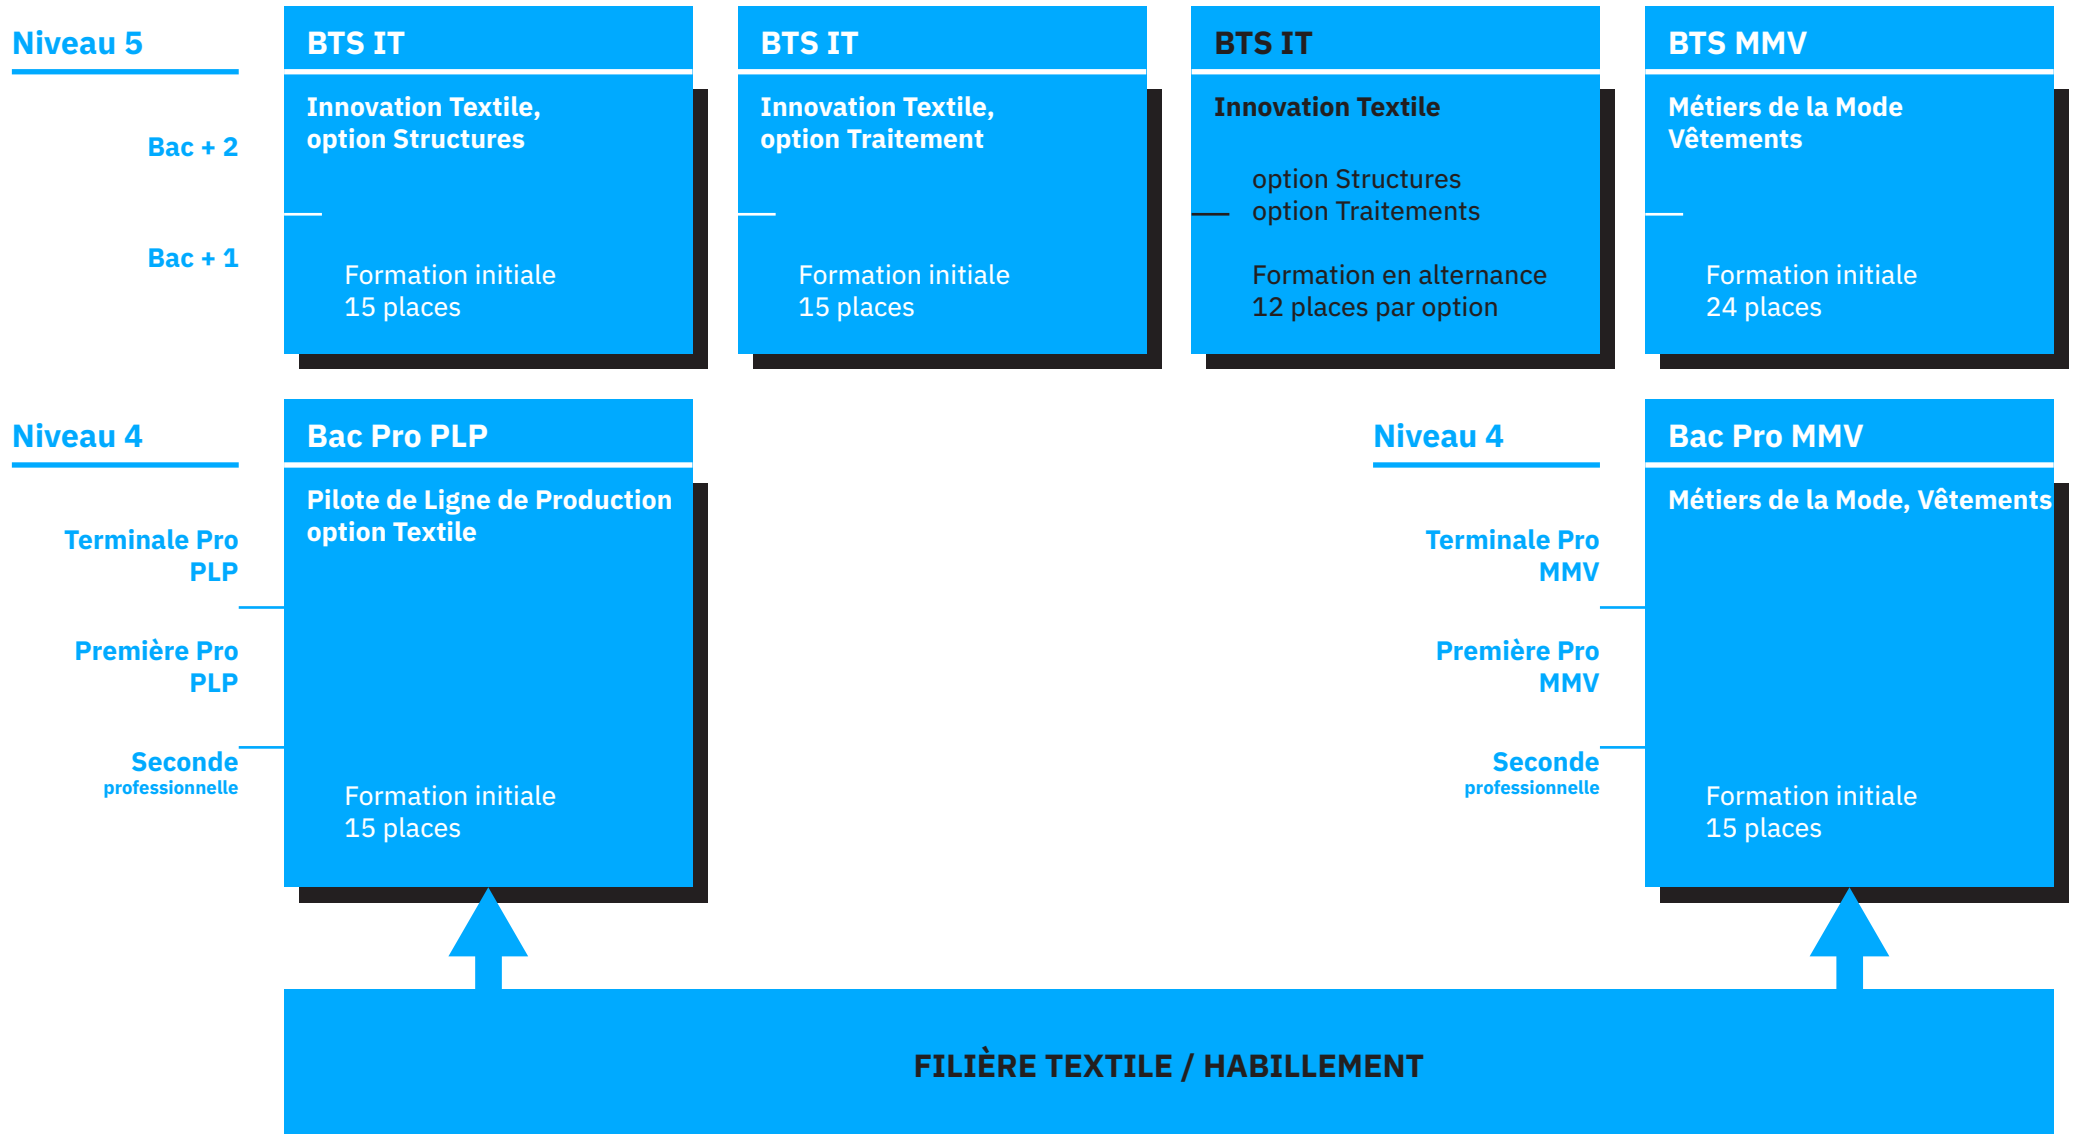 Niveau 5
Bac + 2
Bac + 1
BTS IT
Innovation Textile,
option Structures
Formation initiale
15 places
BTS IT
Innovation Textile,
option Traitement
Formation initiale
15 places
BTS IT
Innovation Textile
option Structures
option Traitements
Formation en alternance
12 places par option
BTS MMV
Métiers de la Mode
Vêtements
Formation initiale
24 places
Niveau 4
Terminale Pro
PLP
Première Pro
PLP
Seconde
professionnelle
Bac Pro PLP
Pilote de Ligne de Production
option Textile
Formation initiale
15 places
Niveau 4
Terminale Pro
MMV
Première Pro
MMV
Seconde
professionnelle
Bac Pro MMV
Métiers de la Mode, Vêtements
Formation initiale
15 places
FILIÈRE TEXTILE / HABILLEMENT